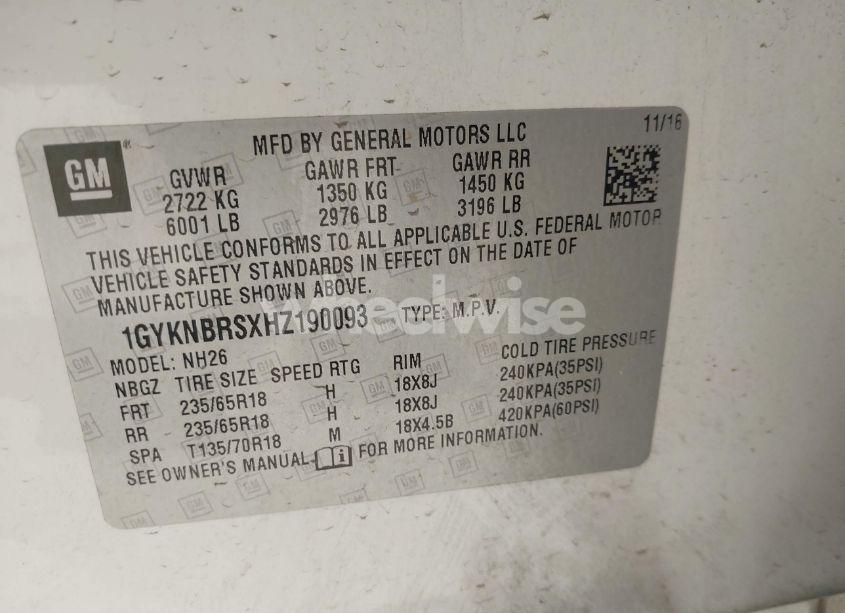 GM
MFD BY GENERAL MOTORS LLC 11/16
GVWR GAWR FRT GAWR RR
2722 KG 1350 KG 1450 KG
6001 LB 2976 LB 3196 LB
THIS VEHICLE CONFORMS TO ALL APPLICABLE U.S. FEDERAL MOTOR
VEHICLE SAFETY STANDARDS IN EFFECT ON THE DATE OF
MANUFACTURE SHOWN ABOVE.
wheelwise
1GYKNBRSXHZ190093 TYPE: M.P.V.
MODEL: NH26
NBGZ TIRE SIZE SPEED RTG RIM COLD TIRE PRESSURE
FRT 235/65R18 H 18X8J 240KPA(35PSI)
RR 235/65R18 H 18X8J 240KPA(35PSI)
SPA T135/70R18 M 18X4.5B 420KPA(60PSI)
SEE OWNER'S MANUAL i FOR MORE INFORMATION.